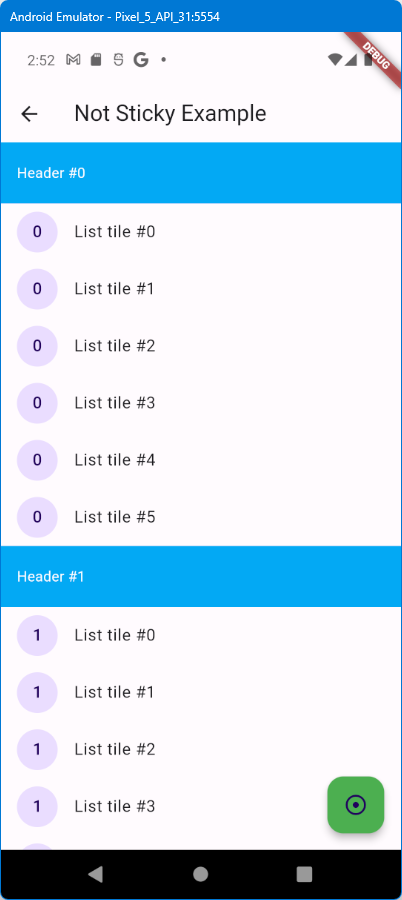 Android Emulator - Pixel_5_API_31:5554
2:52
DEBUG
Not Sticky Example
Header #0
0 List tile #0
0 List tile #1
0 List tile #2
0 List tile #3
0 List tile #4
0 List tile #5
Header #1
1 List tile #0
1 List tile #1
1 List tile #2
1 List tile #3